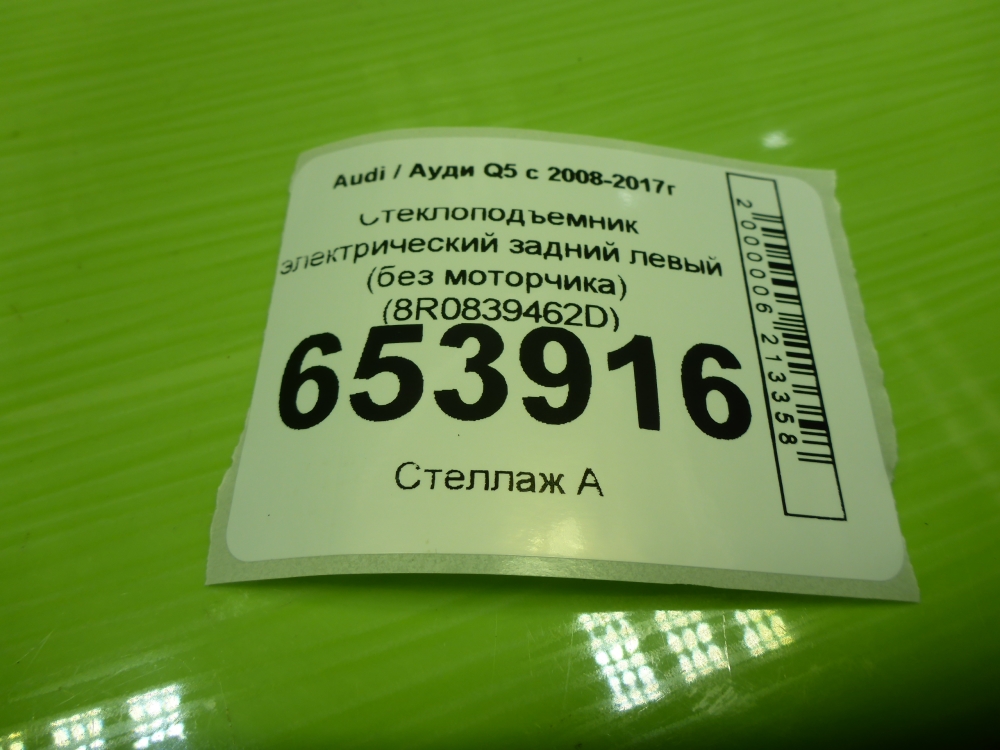 Audi / Ауди Q5 с 2008-2017г
Стеклоподъемник
электрический задний левый
(без моторчика)
(8R0839462D)
653916
Стеллаж А
2000006213358